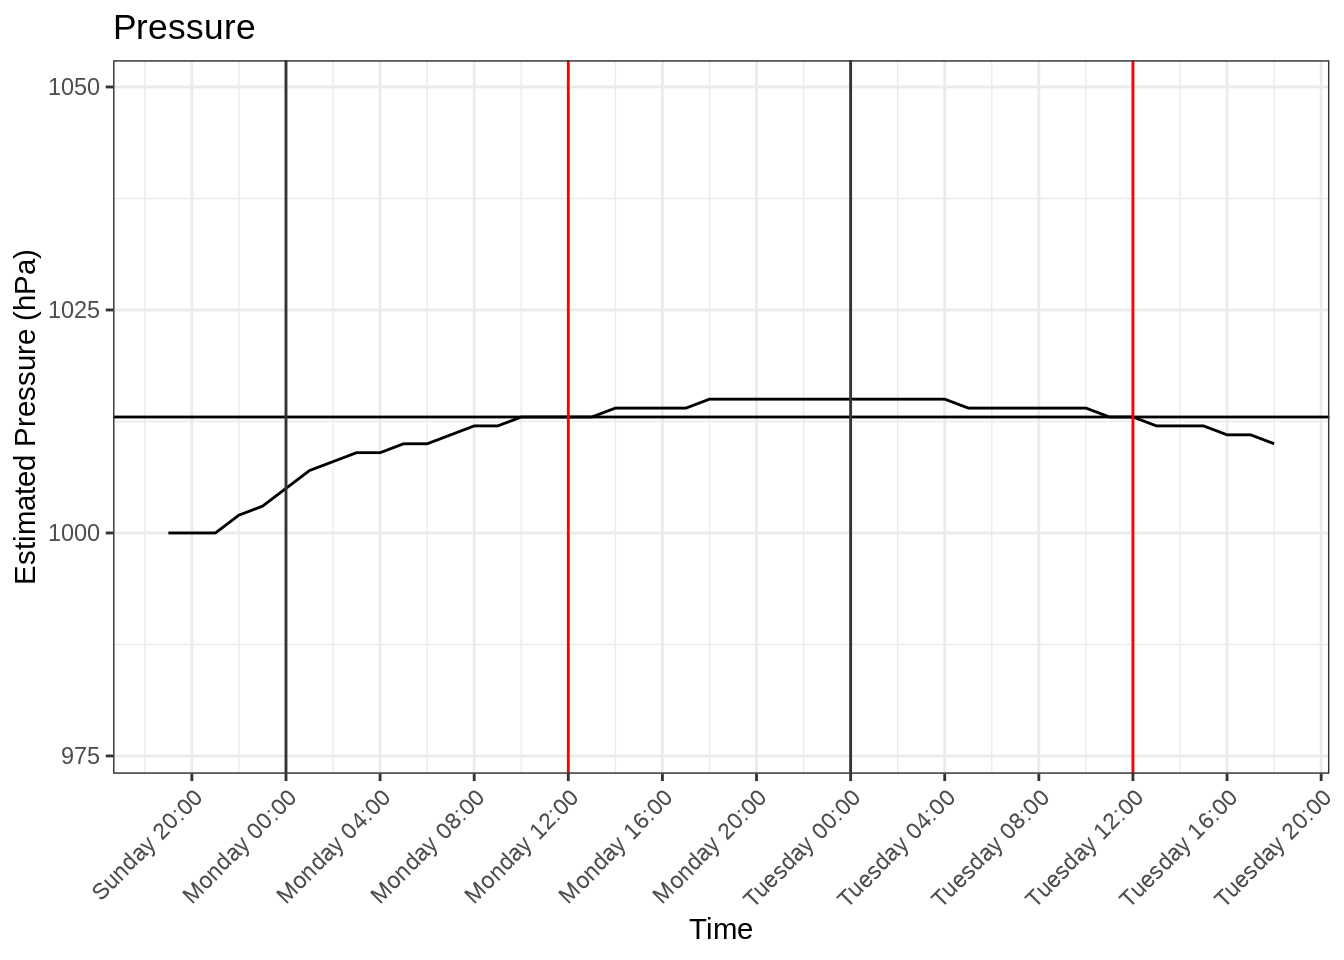 Pressure
Estimated Pressure (hPa)
1050
1025
1000
975
Sunday 20:00
Monday 00:00
Monday 04:00
Monday 08:00
Monday 12:00
Monday 16:00
Monday 20:00
Tuesday 00:00
Tuesday 04:00
Tuesday 08:00
Tuesday 12:00
Tuesday 16:00
Tuesday 20:00
Time